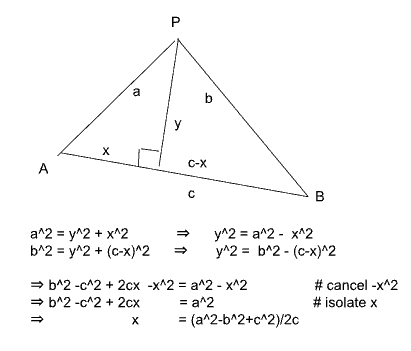 P
a
b
y
x
A
c-x
c
B
a^2 = y^2 + x^2 ⇒ y^2 = a^2 - x^2
b^2 = y^2 + (c-x)^2 ⇒ y^2 = b^2 - (c-x)^2
⇒ b^2 -c^2 + 2cx -x^2 = a^2 - x^2 # cancel -x^2
⇒ b^2 -c^2 + 2cx = a^2 # isolate x
⇒ x = (a^2-b^2+c^2)/2c